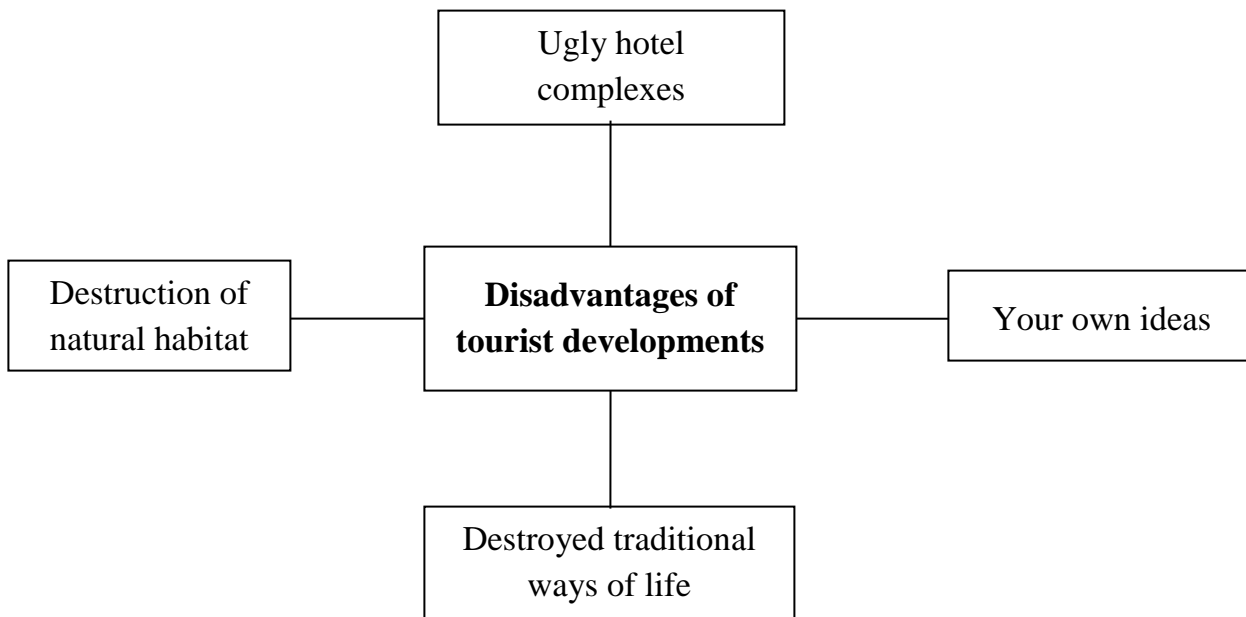 Ugly hotel
complexes
Destruction of
natural habitat
Disadvantages of
tourist developments
Your own ideas
Destroyed traditional
ways of life